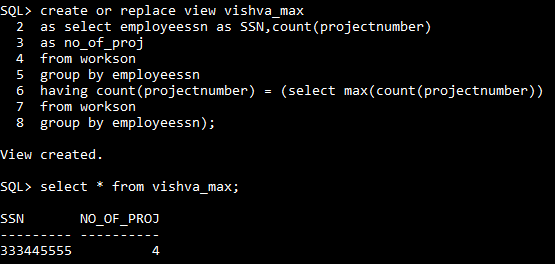 SQL> create or replace view vishva_max
  2  as select employeessn as SSN,count(projectnumber)
  3  as no_of_proj
  4  from workson
  5  group by employeessn
  6  having count(projectnumber) = (select max(count(projectnumber))
  7  from workson
  8  group by employeessn);
View created.
SQL> select * from vishva_max;
SSN       NO_OF_PROJ
--------- ----------
333445555          4